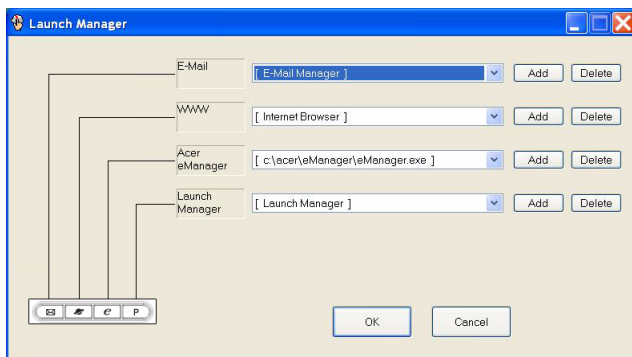 Launch Manager
E-Mail
[ E-Mail Manager ]
Add
Delete
WWW
[ Internet Browser ]
Add
Delete
Acer
eManager
[ c:\acer\eManager\eManager.exe ]
Add
Delete
Launch
Manager
[ Launch Manager ]
Add
Delete
e
P
OK
Cancel